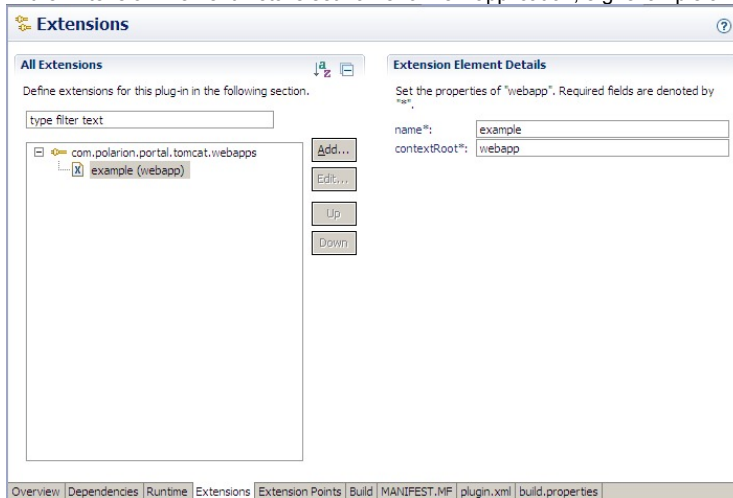 Extensions
All Extensions
Define extensions for this plug-in in the following section.
type filter text
com.polarion.portal.tomcat.webapps
example (webapp)
Add...
Edit...
Up
Down
Extension Element Details
Set the properties of "webapp". Required fields are denoted by
"*".
name*: example
contextRoot*: webapp
Overview Dependencies Runtime Extensions Extension Points Build MANIFEST.MF plugin.xml build.properties